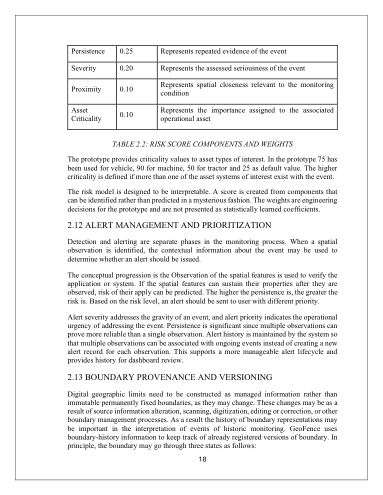 Persistence 0.25 Represents repeated evidence of the event
Severity 0.20 Represents the assessed seriousness of the event
Proximity 0.10 Represents spatial closeness relevant to the monitoring
condition
Asset
Criticality 0.10 Represents the importance assigned to the associated
operational asset
TABLE 2.2: RISK SCORE COMPONENTS AND WEIGHTS
The prototype provides criticality values to asset types of interest. In the prototype 75 has
been used for vehicle, 90 for machine, 50 for tractor and 25 as default value. The higher
criticality is defined if more than one of the asset systems of interest exist with the event.
The risk model is designed to be interpretable. A score is created from components that
can be identified rather than predicted in a mysterious fashion. The weights are engineering
decisions for the prototype and are not presented as statistically learned coefficients.
2.12 ALERT MANAGEMENT AND PRIORITIZATION
Detection and alerting are separate phases in the monitoring process. When a spatial
observation is identified, the contextual information about the event may be used to
determine whether an alert should be issued.
The conceptual progression is the Observation of the spatial features is used to verify the
application or system. If the spatial features can sustain their properties after they are
observed, risk of their apply can be predicted. The higher the persistence is, the greater the
risk is. Based on the risk level, an alert should be sent to user with different priority.
Alert severity addresses the gravity of an event, and alert priority indicates the operational
urgency of addressing the event. Persistence is significant since multiple observations can
prove more reliable than a single observation. Alert history is maintained by the system so
that multiple observations can be associated with ongoing events instead of creating a new
alert record for each observation. This supports a more manageable alert lifecycle and
provides history for dashboard review.
2.13 BOUNDARY PROVENANCE AND VERSIONING
Digital geographic limits need to be constructed as managed information rather than
immutable permanently fixed boundaries, as they may change. These changes may be as a
result of source information alteration, scanning, digitization, editing or correction, or other
boundary management processes. As a result the history of boundary representations may
be important in the interpretation of events of historic monitoring. GeoFence uses
boundary-history information to keep track of already registered versions of boundary. In
principle, the boundary may go through three states as follows:
18